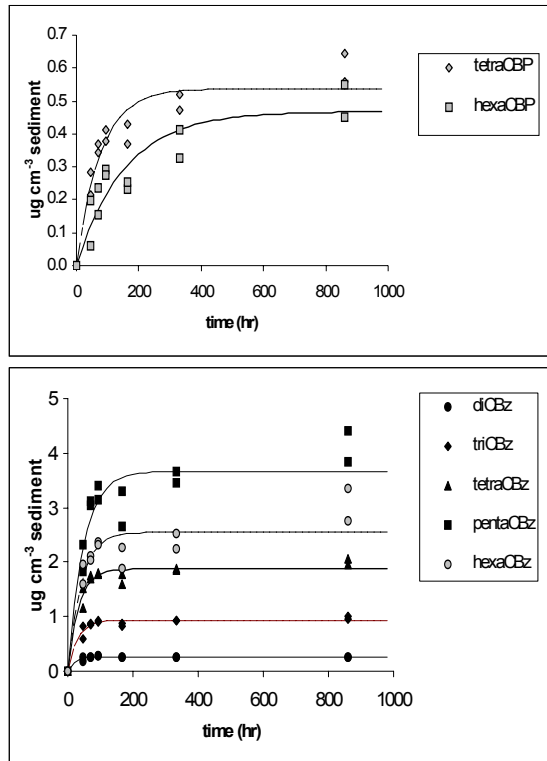 0.7
0.6
0.5
0.4
0.3
0.2
0.1
0.0
ug cm⁻³ sediment
0 200 400 600 800 1000
time (hr)
tetraCBP
hexaCBP
5
4
3
2
1
0
ug cm⁻³ sediment
0 200 400 600 800 1000
time (hr)
diCBz
triCBz
tetraCBz
pentaCBz
hexaCBz